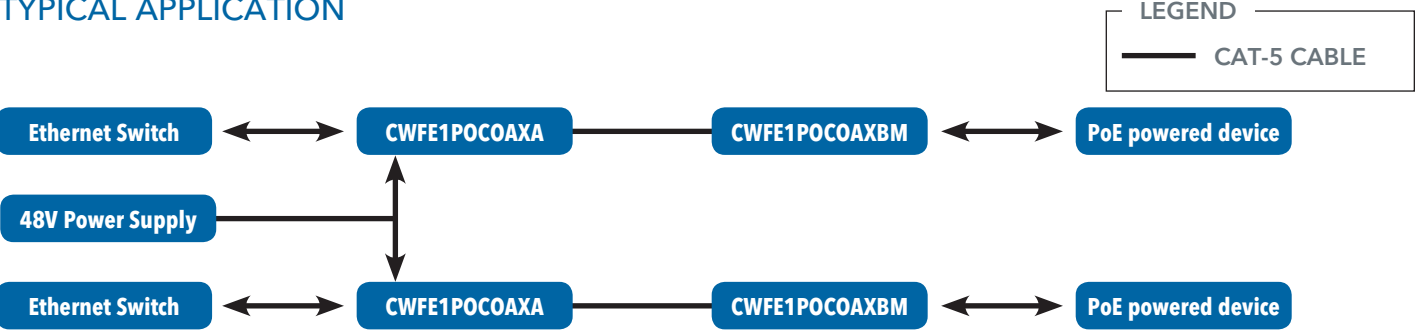 TYPICAL APPLICATION
LEGEND
CAT-5 CABLE
Ethernet Switch
CWFE1POCOAXA
CWFE1POCOAXBM
PoE powered device
48V Power Supply
Ethernet Switch
CWFE1POCOAXA
CWFE1POCOAXBM
PoE powered device